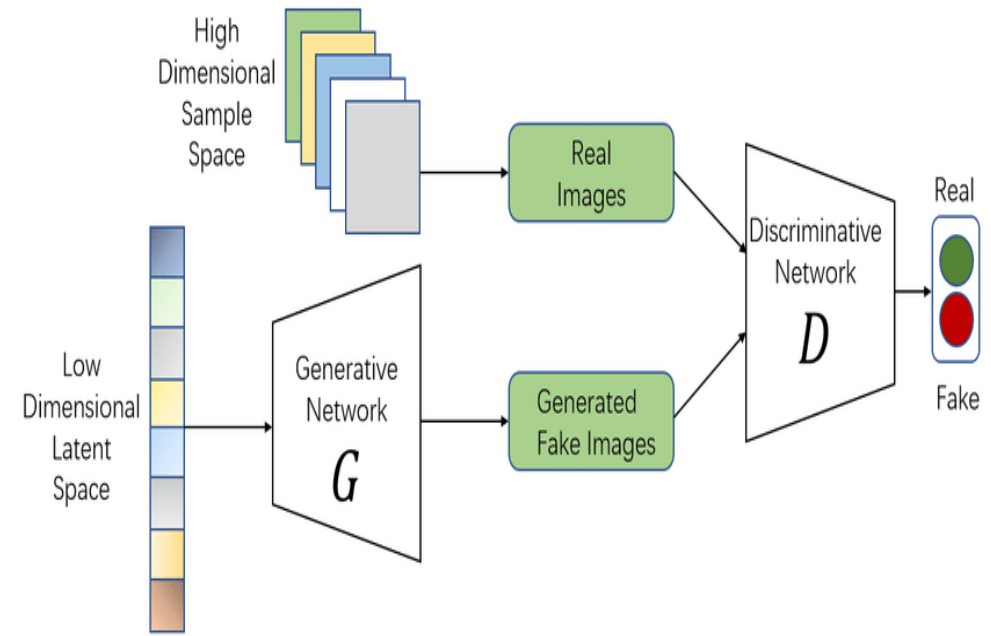 High
Dimensional
Sample
Space
Real
Images
Discriminative
Network
D
Real
Fake
Low
Dimensional
Latent
Space
Generative
Network
G
Generated
Fake Images